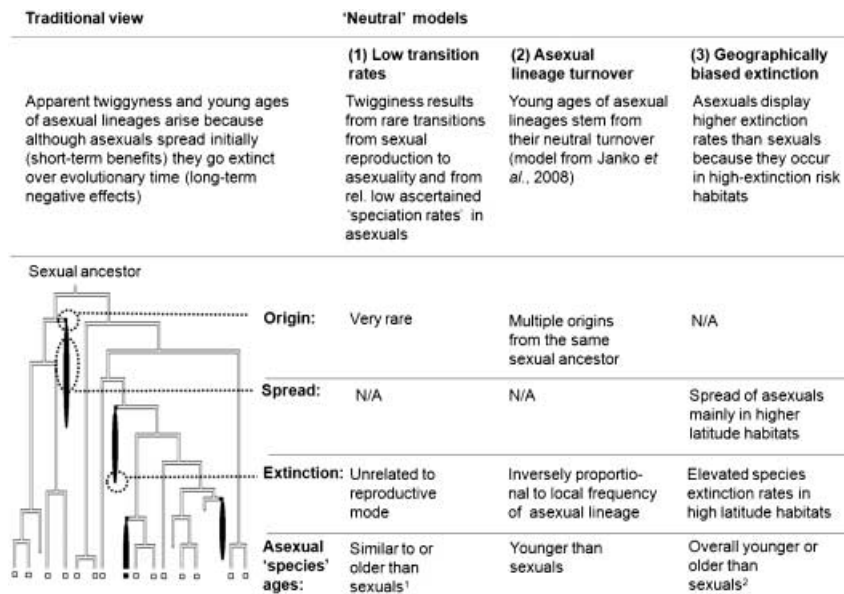 Traditional view
'Neutral' models
(1) Low transition
rates
(2) Asexual
lineage turnover
(3) Geographically
biased extinction
Apparent twiggyness and young ages
of asexual lineages arise because
although asexuals spread initially
(short-term benefits) they go extinct
over evolutionary time (long-term
negative effects)
Twigginess results
from rare transitions
from sexual
reproduction to
asexuality and from
rel. low ascertained
'speciation rates' in
asexuals
Young ages of asexual
lineages stem from
their neutral turnover
(model from Janko et
al., 2008)
Asexuals display
higher extinction
rates than sexuals
because they occur
in high-extinction risk
habitats
Sexual ancestor
Origin:
Very rare
Multiple origins
from the same
sexual ancestor
N/A
Spread:
N/A
N/A
Spread of asexuals
mainly in higher
latitude habitats
Extinction:
Unrelated to
reproductive
mode
Inversely proportio-
nal to local frequency
of asexual lineage
Elevated species
extinction rates in
high latitude habitats
Asexual
'species'
ages:
Similar to or
older than
sexuals¹
Younger than
sexuals
Overall younger or
older than
sexuals²